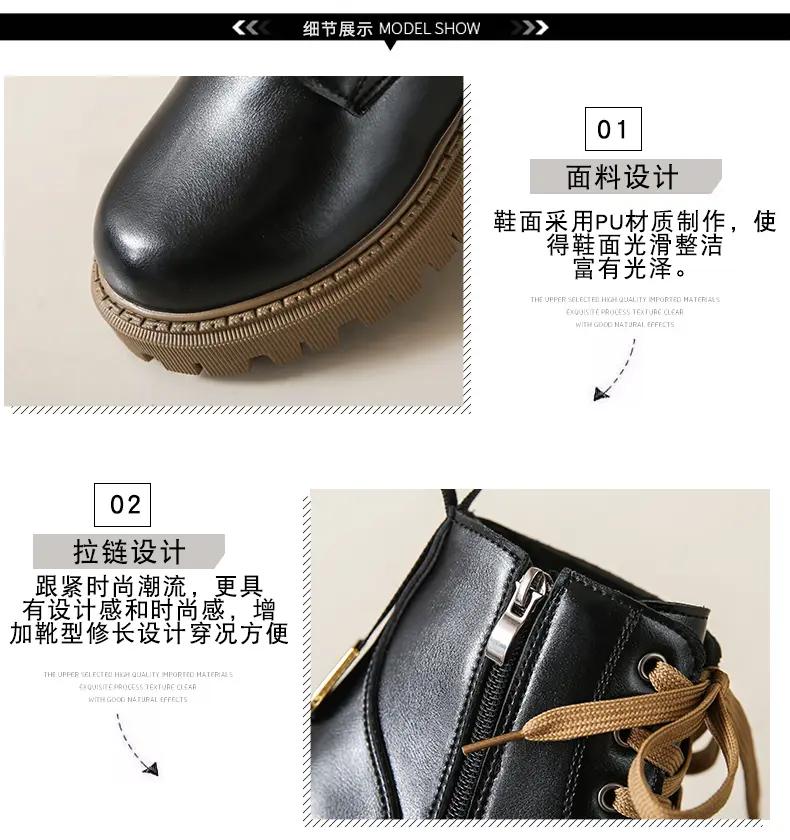 细节展示 MODEL SHOW
01
面料设计
鞋面采用PU材质制作，使
得鞋面光滑整洁
富有光泽。
THE UPPER SELECTED HIGH QUALITY IMPORTED MATERIALS
EXQUISITE PROCESS TEXTURE CLEAR
WITH GOOD NATURAL EFFECTS
02
拉链设计
跟紧时尚潮流，更具
有设计感和时尚感，增
加靴型修长设计穿况方便
THE UPPER SELECTED HIGH QUALITY IMPORTED MATERIALS
EXQUISITE PROCESS TEXTURE CLEAR
WITH GOOD NATURAL EFFECTS